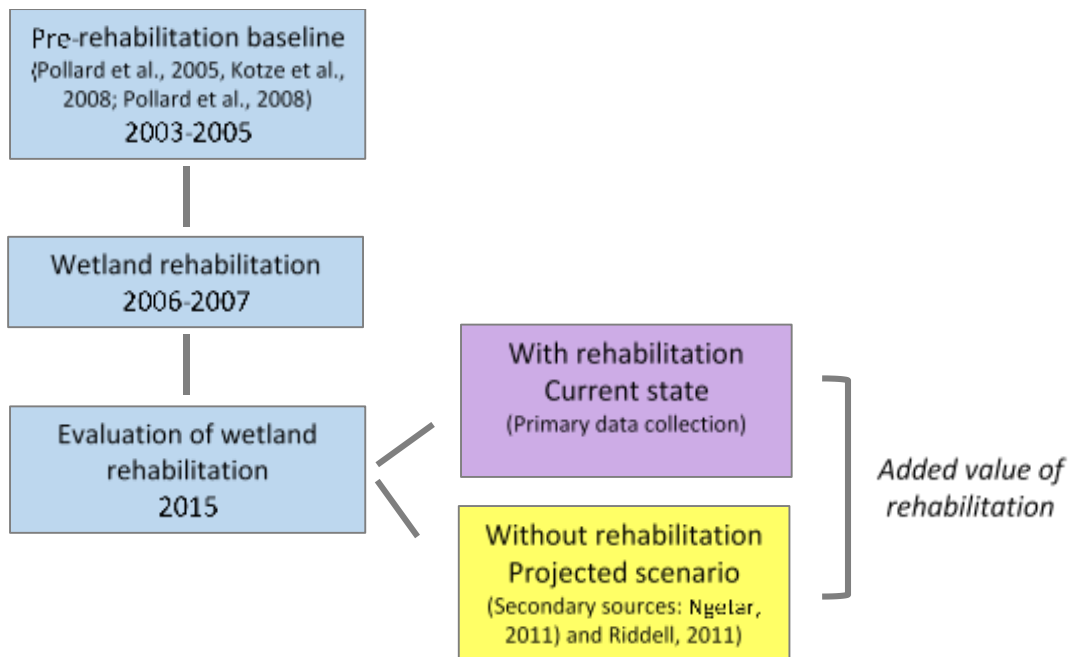 Pre-rehabilitation baseline
(Pollard et al., 2005, Kotze et al.,
2008; Pollard et al., 2008)
2003-2005
Wetland rehabilitation
2006-2007
Evaluation of wetland
rehabilitation
2015
With rehabilitation
Current state
(Primary data collection)
Without rehabilitation
Projected scenario
(Secondary sources: Ngetar,
2011) and Riddell, 2011)
Added value of
rehabilitation